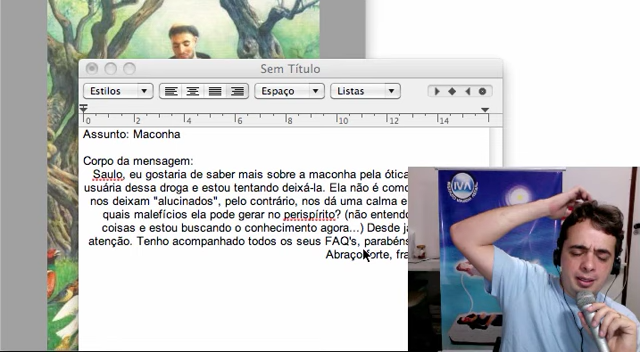 Sem Título
Estilos
Espaço
Listas
0 2 4 6 8 10 12 14
Assunto: Maconha
Corpo da mensagem:
Saulo, eu gostaria de saber mais sobre a maconha pela ótica
usuária dessa droga e estou tentando deixá-la. Ela não é como
nos deixam "alucinados", pelo contrário, nos dá uma calma e
quais malefícios ela pode gerar no perispírito? (não entendo
coisas e estou buscando o conhecimento agora...) Desde já
atenção. Tenho acompanhado todos os seus FAQ's, parabéns
Abraço forte,
IVA